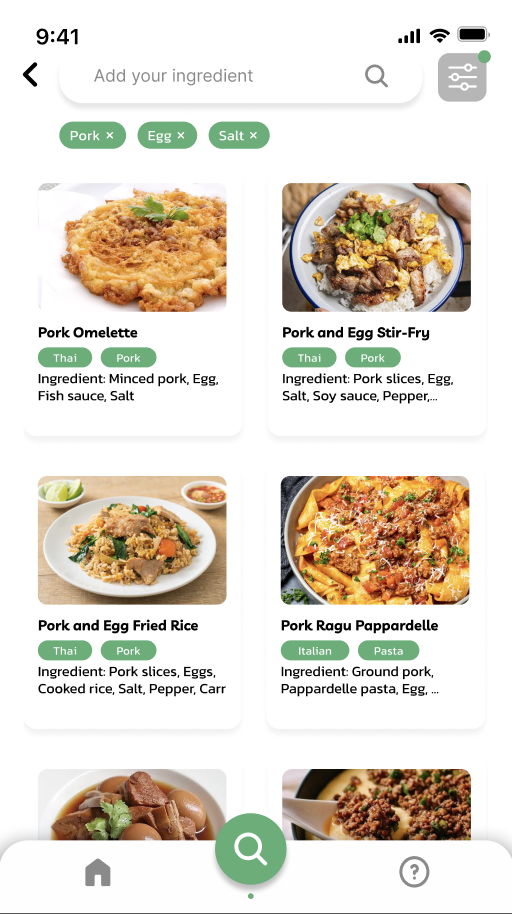 9:41
Add your ingredient
Pork × Egg × Salt ×
Pork Omelette
Thai Pork
Ingredient: Minced pork, Egg,
Fish sauce, Salt
Pork and Egg Stir-Fry
Thai Pork
Ingredient: Pork slices, Egg,
Salt, Soy sauce, Pepper,...
Pork and Egg Fried Rice
Thai Pork
Ingredient: Pork slices, Eggs,
Cooked rice, Salt, Pepper, Carr
Pork Ragu Pappardelle
Italian Pasta
Ingredient: Ground pork,
Pappardelle pasta, Egg, ...
?